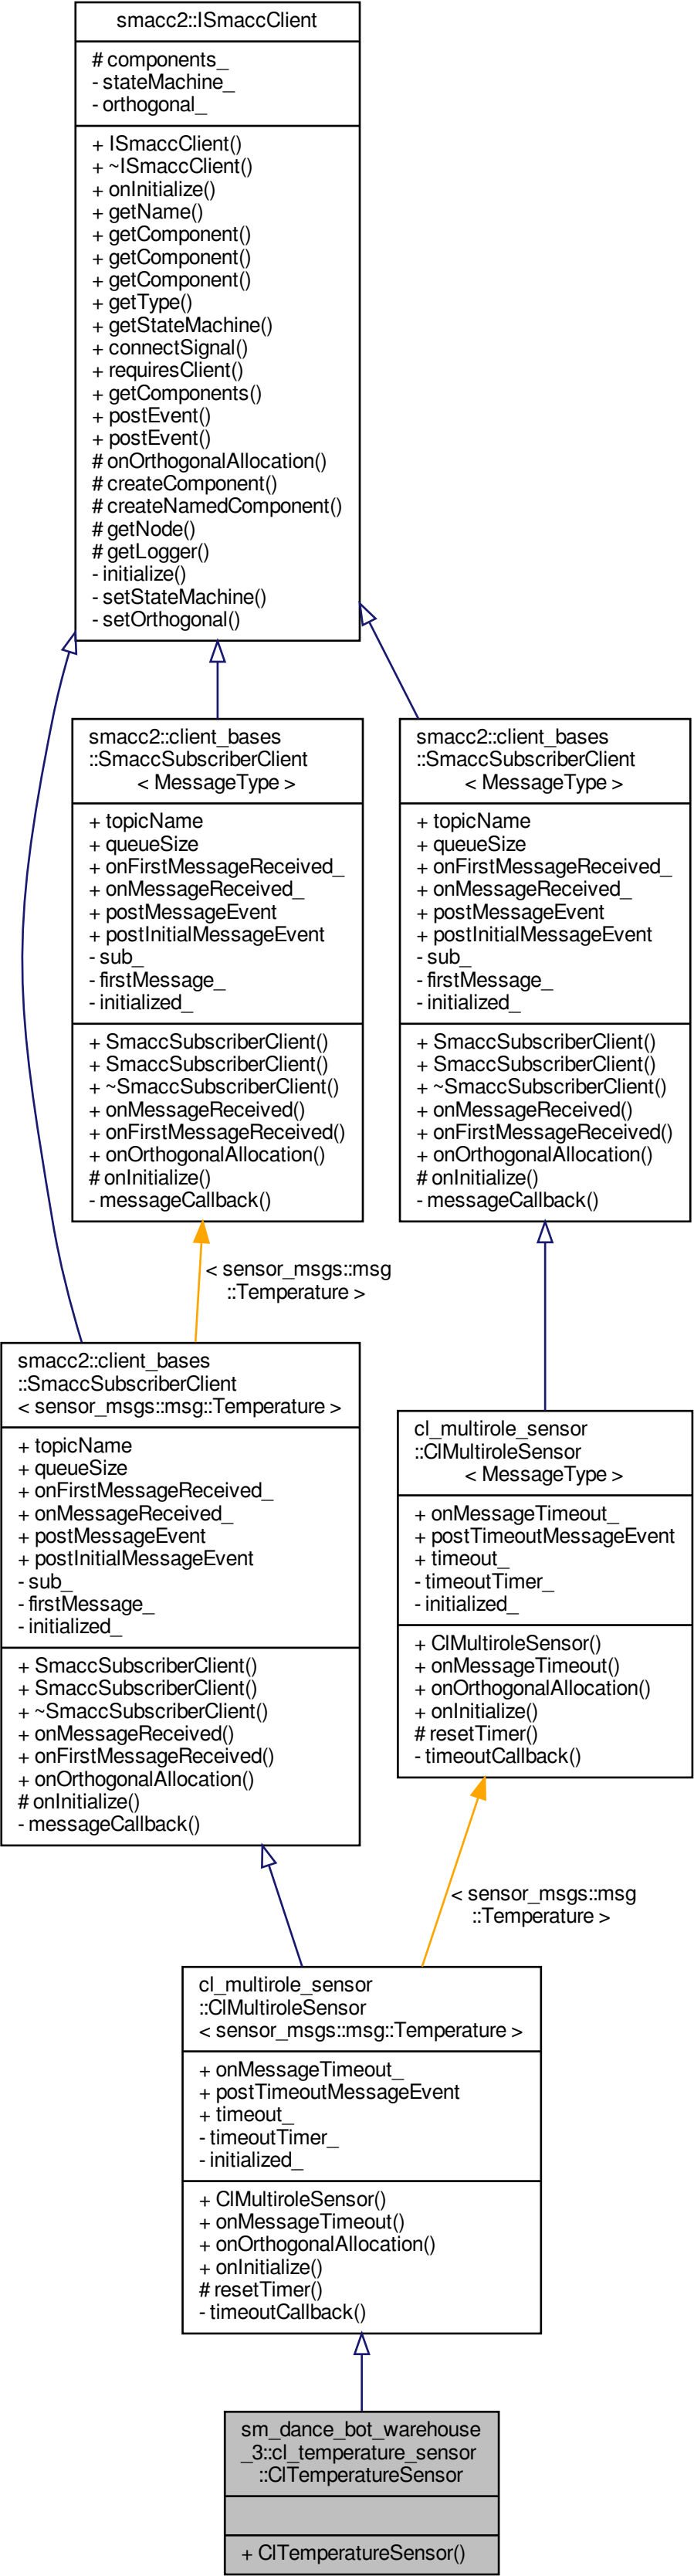 smacc2::ISmaccClient
# components_
- stateMachine_
- orthogonal_
+ ISmaccClient()
+ ~ISmaccClient()
+ onInitialize()
+ getName()
+ getComponent()
+ getComponent()
+ getComponent()
+ getType()
+ getStateMachine()
+ connectSignal()
+ requiresClient()
+ getComponents()
+ postEvent()
+ postEvent()
# onOrthogonalAllocation()
# createComponent()
# createNamedComponent()
# getNode()
# getLogger()
- initialize()
- setStateMachine()
- setOrthogonal()
smacc2::client_bases
::SmaccSubscriberClient
< MessageType >
+ topicName
+ queueSize
+ onFirstMessageReceived_
+ onMessageReceived_
+ postMessageEvent
+ postInitialMessageEvent
- sub_
- firstMessage_
- initialized_
+ SmaccSubscriberClient()
+ SmaccSubscriberClient()
+ ~SmaccSubscriberClient()
+ onMessageReceived()
+ onFirstMessageReceived()
+ onOrthogonalAllocation()
# onInitialize()
- messageCallback()
smacc2::client_bases
::SmaccSubscriberClient
< MessageType >
+ topicName
+ queueSize
+ onFirstMessageReceived_
+ onMessageReceived_
+ postMessageEvent
+ postInitialMessageEvent
- sub_
- firstMessage_
- initialized_
+ SmaccSubscriberClient()
+ SmaccSubscriberClient()
+ ~SmaccSubscriberClient()
+ onMessageReceived()
+ onFirstMessageReceived()
+ onOrthogonalAllocation()
# onInitialize()
- messageCallback()
< sensor_msgs::msg
::Temperature >
smacc2::client_bases
::SmaccSubscriberClient
< sensor_msgs::msg::Temperature >
+ topicName
+ queueSize
+ onFirstMessageReceived_
+ onMessageReceived_
+ postMessageEvent
+ postInitialMessageEvent
- sub_
- firstMessage_
- initialized_
+ SmaccSubscriberClient()
+ SmaccSubscriberClient()
+ ~SmaccSubscriberClient()
+ onMessageReceived()
+ onFirstMessageReceived()
+ onOrthogonalAllocation()
# onInitialize()
- messageCallback()
cl_multirole_sensor
::ClMultiroleSensor
< MessageType >
+ onMessageTimeout_
+ postTimeoutMessageEvent
+ timeout_
- timeoutTimer_
- initialized_
+ ClMultiroleSensor()
+ onMessageTimeout()
+ onOrthogonalAllocation()
+ onInitialize()
# resetTimer()
- timeoutCallback()
< sensor_msgs::msg
::Temperature >
cl_multirole_sensor
::ClMultiroleSensor
< sensor_msgs::msg::Temperature >
+ onMessageTimeout_
+ postTimeoutMessageEvent
+ timeout_
- timeoutTimer_
- initialized_
+ ClMultiroleSensor()
+ onMessageTimeout()
+ onOrthogonalAllocation()
+ onInitialize()
# resetTimer()
- timeoutCallback()
sm_dance_bot_warehouse
_3::cl_temperature_sensor
::ClTemperatureSensor
+ ClTemperatureSensor()